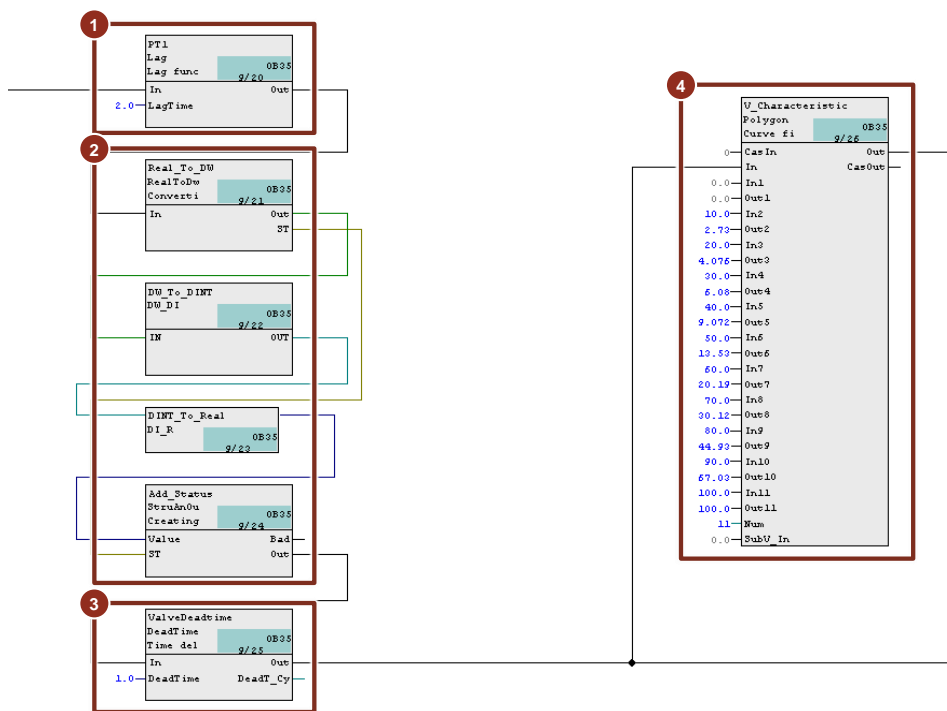 1
PT1
Lag
Lag func
OB35
9/20
In Out
2.0 LagTime
2
Real_To_DW
RealToDw
Converti
OB35
9/21
In Out
ST
DW_To_DINT
DW_DI
OB35
9/22
IN OUT
DINT_To_Real
DI_R
OB35
9/23
Add_Status
StruAnOu
Creating
OB35
9/24
Value Bad
ST Out
3
ValveDeadtime
DeadTime
Time del
OB35
9/25
In Out
1.0 DeadTime DeadT_Cy
4
V_Characteristic
Polygon
Curve fi
OB35
9/26
0 CasIn Out
In CasOut
0.0 In1
0.0 Out1
10.0 In2
2.73 Out2
20.0 In3
4.076 Out3
30.0 In4
6.08 Out4
40.0 In5
9.072 Out5
50.0 In6
13.53 Out6
60.0 In7
20.19 Out7
70.0 In8
30.12 Out8
80.0 In9
44.93 Out9
90.0 In10
67.03 Out10
100.0 In11
100.0 Out11
11 Num
0.0 SubV_In